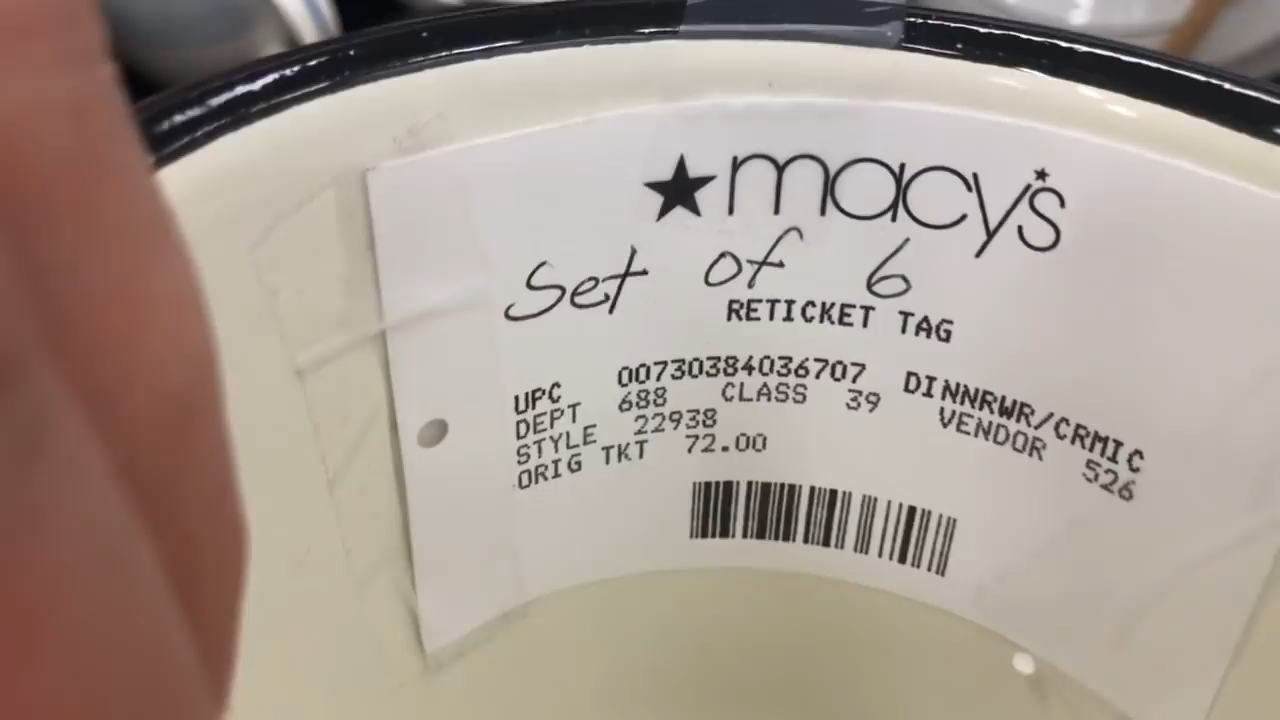 ★macy's
Set of 6
RETICKET TAG
UPC 00730384036707 DINNRWR/CRMIC
DEPT 688 CLASS 39 VENDOR 526
STYLE 22938
ORIG TKT 72.00